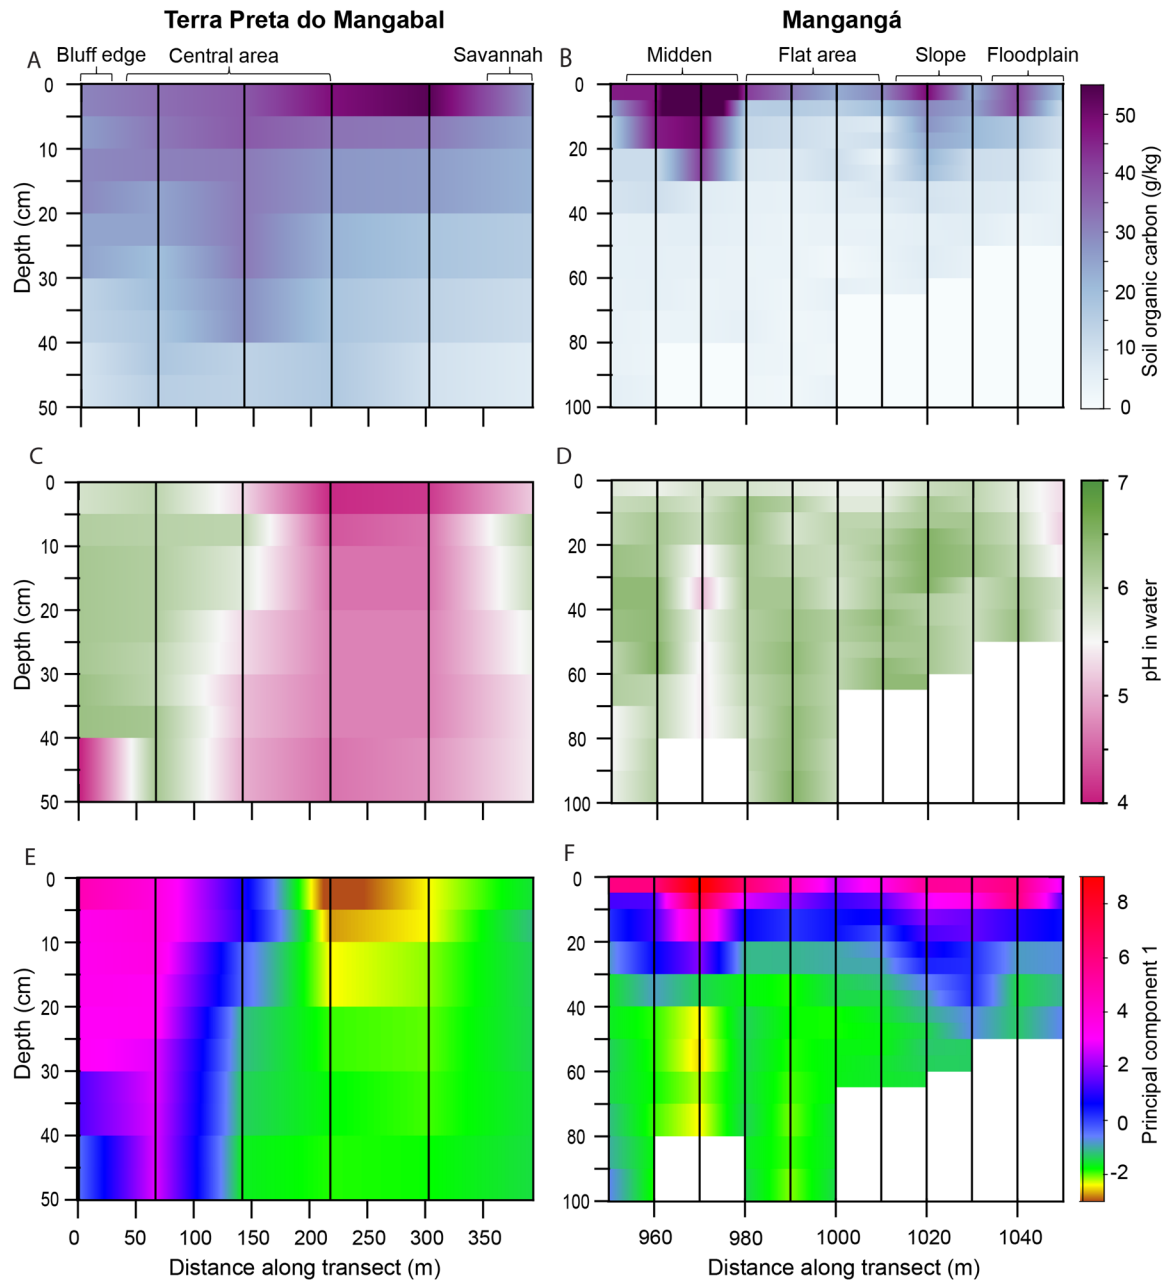 Terra Preta do Mangabal
Mangangá
A
Bluff edge
Central area
Savannah
B
Midden
Flat area
Slope
Floodplain
0
10
20
30
40
50
Depth (cm)
0
20
40
60
80
100
50
40
30
20
10
0
Soil organic carbon (g/kg)
C
0
10
20
30
40
50
Depth (cm)
D
0
20
40
60
80
100
7
6
5
4
pH in water
E
0
10
20
30
40
50
Depth (cm)
0 50 100 150 200 250 300 350
Distance along transect (m)
F
0
20
40
60
80
100
960 980 1000 1020 1040
Distance along transect (m)
8
6
4
2
0
-2
Principal component 1